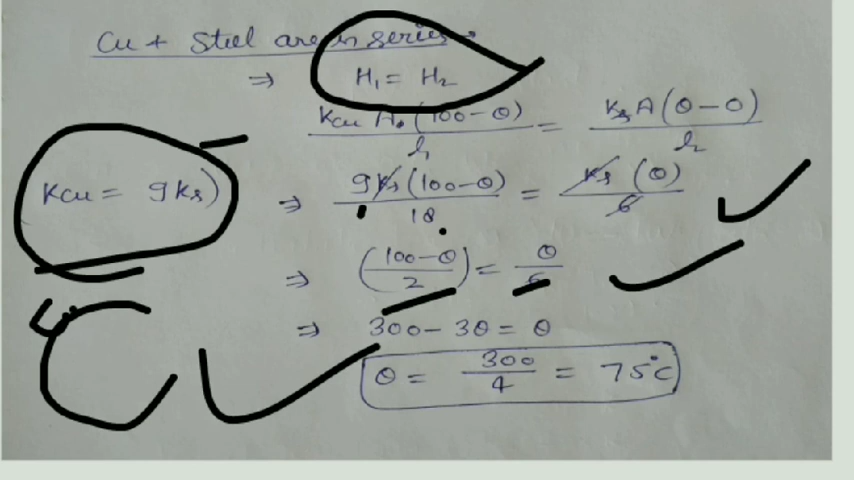 Cu + Steel are in series.
⇒ H₁ = H₂
Kcu A.(100-θ)/l₁ = Ks A(θ-0)/l₂
Kcu = 9Ks) ⇒ 9Ks(100-θ)/18 = Ks (θ)/6
⇒ (100-θ/2) = θ/6
⇒ 300 - 3θ = θ
θ = 300/4 = 75°C